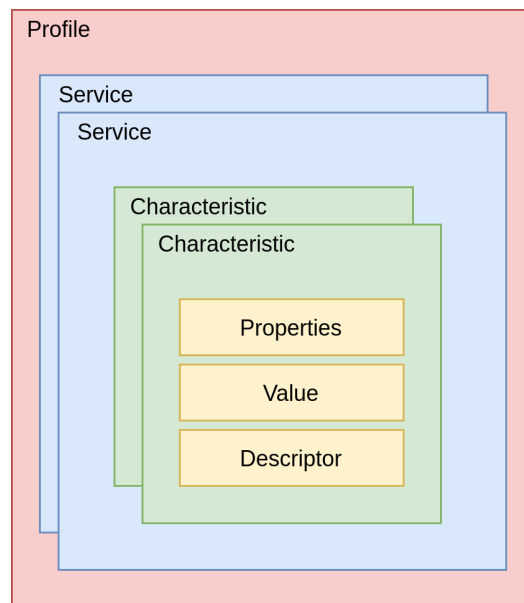 Profile
Service
Service
Characteristic
Characteristic
Properties
Value
Descriptor